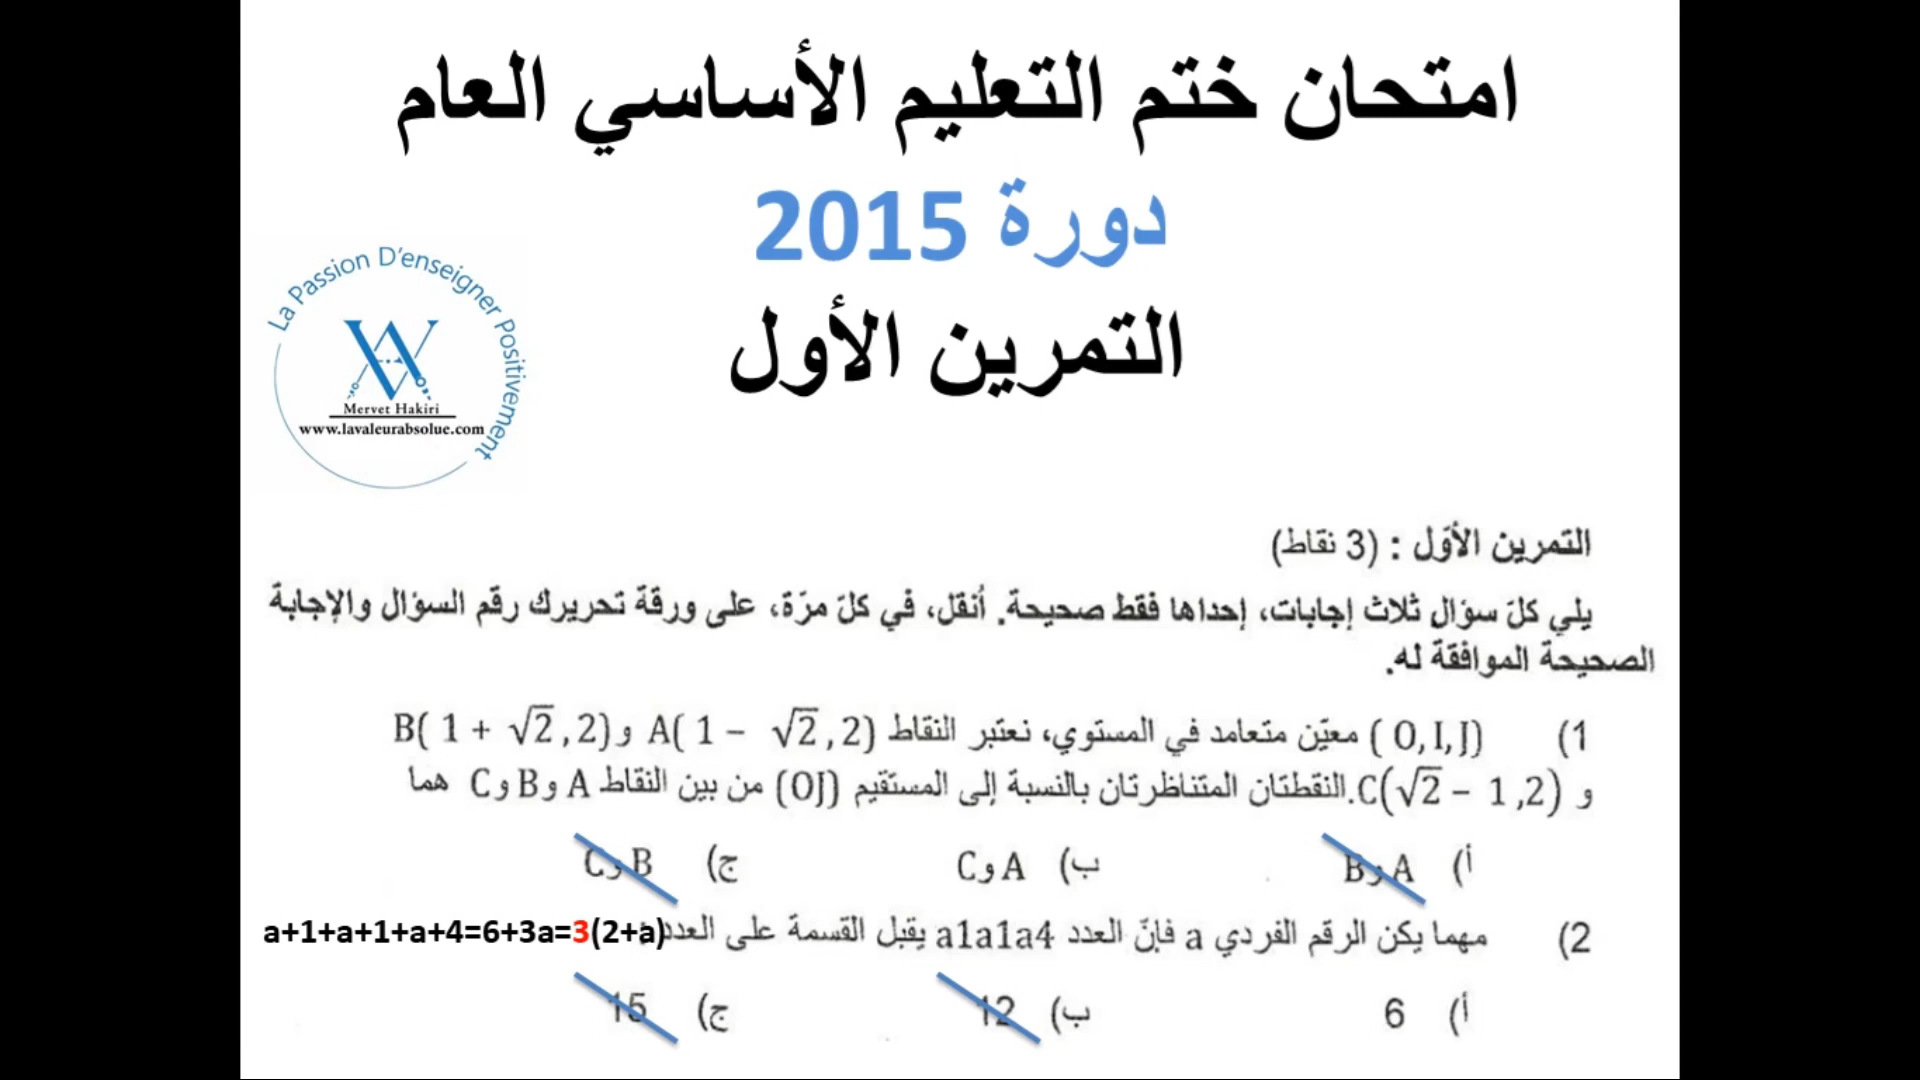 امتحان ختم التعليم الأساسي العام
دورة 2015
التمرين الأول
La Passion D'enseigner Positivement
Mervet Hakiri
www.lavaleurabsolue.com
التمرين الأوّل : (3 نقاط)
يلي كلّ سؤال ثلاث إجابات، إحداها فقط صحيحة. أنقل، في كلّ مرّة، على ورقة تحريرك رقم السؤال والإجابة
الصحيحة الموافقة له.
1) (O,I,J) معيّن متعامد في المستوي، نعتبر النقاط A( 1 − √2 ,2) و B( 1 + √2 ,2)
و C(√2 − 1 ,2).النقطتان المتناظرتان بالنسبة إلى المستقيم (OJ) من بين النقاط A و B و C هما
أ) A و B ب) A و C ج) B و C
2) مهما يكن الرقم الفردي a فإنّ العدد a1a1a4 يقبل القسمة على العدد :
a+1+a+1+a+4=6+3a=3(2+a)
أ) 6 ب) 12 ج) 15